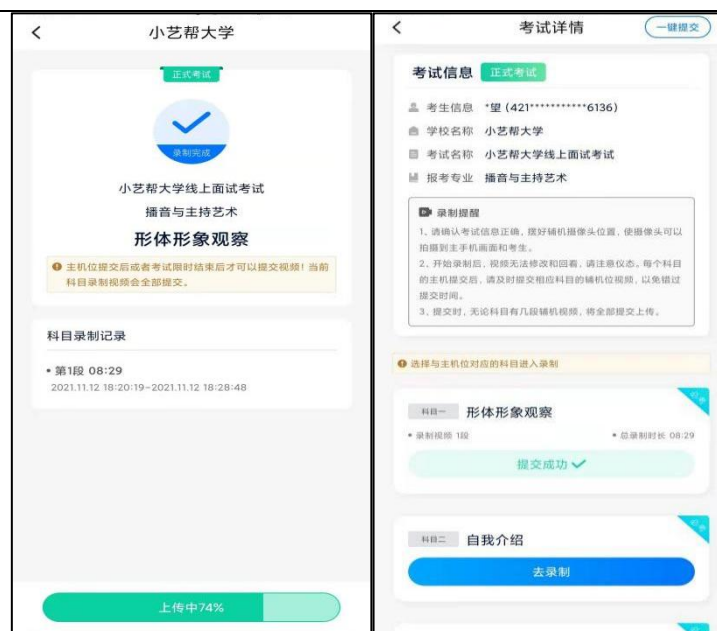 小艺帮大学
正式考试
录制完成
小艺帮大学线上面试考试
播音与主持艺术
形体形象观察
主机位提交后或者考试限时结束后才可以提交视频！当前
科目录制视频会全部提交。
科目录制记录
• 第1段 08:29
2021.11.12 18:20:19~2021.11.12 18:28:48
上传中74%
考试详情
一键提交
考试信息 正式考试
考生信息 *望 (421***********6136)
学校名称 小艺帮大学
考试名称 小艺帮大学线上面试考试
报考专业 播音与主持艺术
录制提醒
1、请确认考试信息正确，摆好辅机摄像头位置，使摄像头可以
拍摄到主手机画面和考生。
2、开始录制后，视频无法修改和回看，请注意仪态。每个科目
的主机提交后，请及时提交相应科目的辅机位视频，以免错过
提交时间。
3、提交时，无论科目有几段辅机视频，将全部提交上传。
选择与主机位对应的科目进入录制
科目一 形体形象观察
• 录制视频 1段 • 总录制时长 08:29
提交成功
科目二 自我介绍
去录制